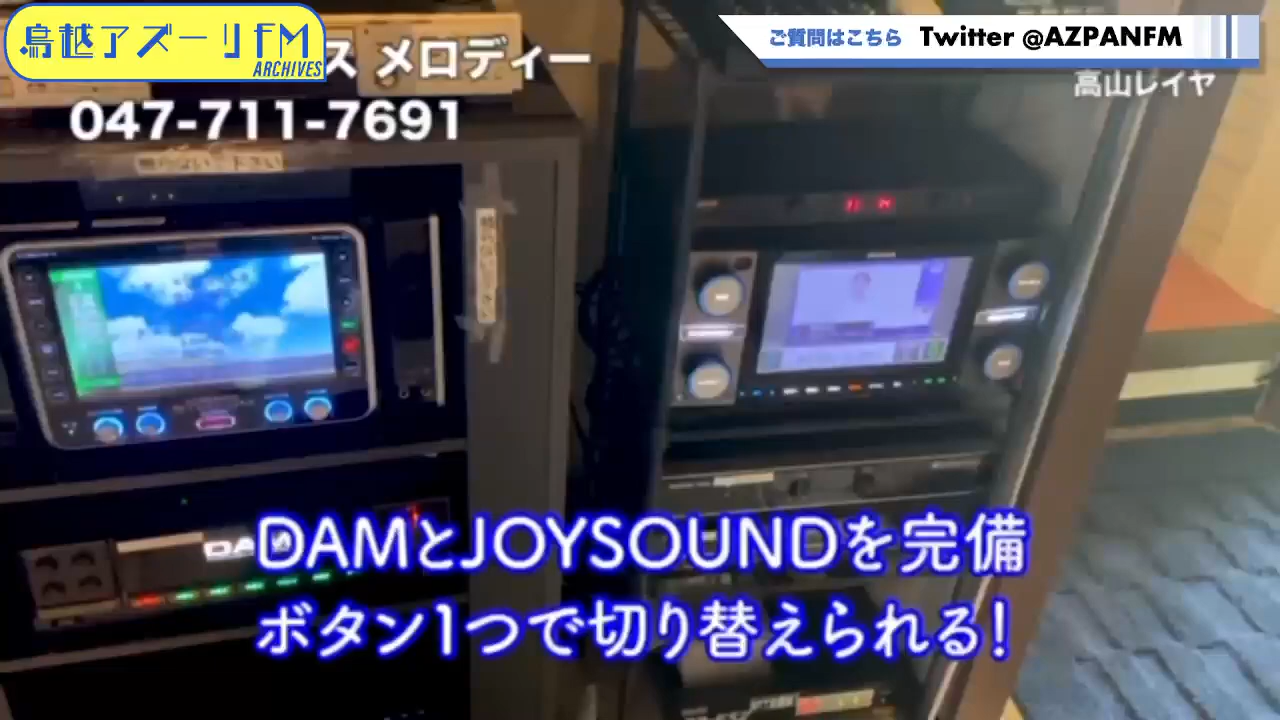 鳥越アズーリFM
ARCHIVES
ス メロディー
047-711-7691
ご質問はこちら Twitter @AZPANFM
高山レイヤ
DAM
DAMとJOYSOUNDを完備
ボタン1つで切り替えられる!